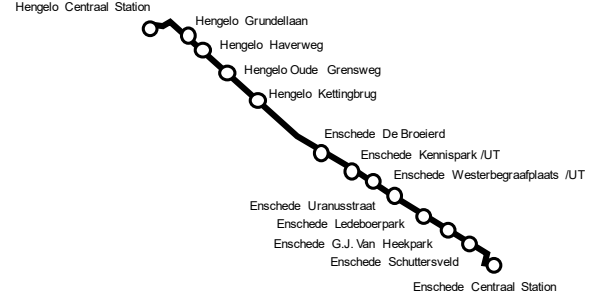 Hengelo Centraal Station
Hengelo Grundellaan
Hengelo Haverweg
Hengelo Oude Grensweg
Hengelo Kettingbrug
Enschede De Broeierd
Enschede Kennispark /UT
Enschede Westerbegraafplaats /UT
Enschede Uranusstraat
Enschede Ledeboerpark
Enschede G.J. Van Heekpark
Enschede Schuttersveld
Enschede Centraal Station